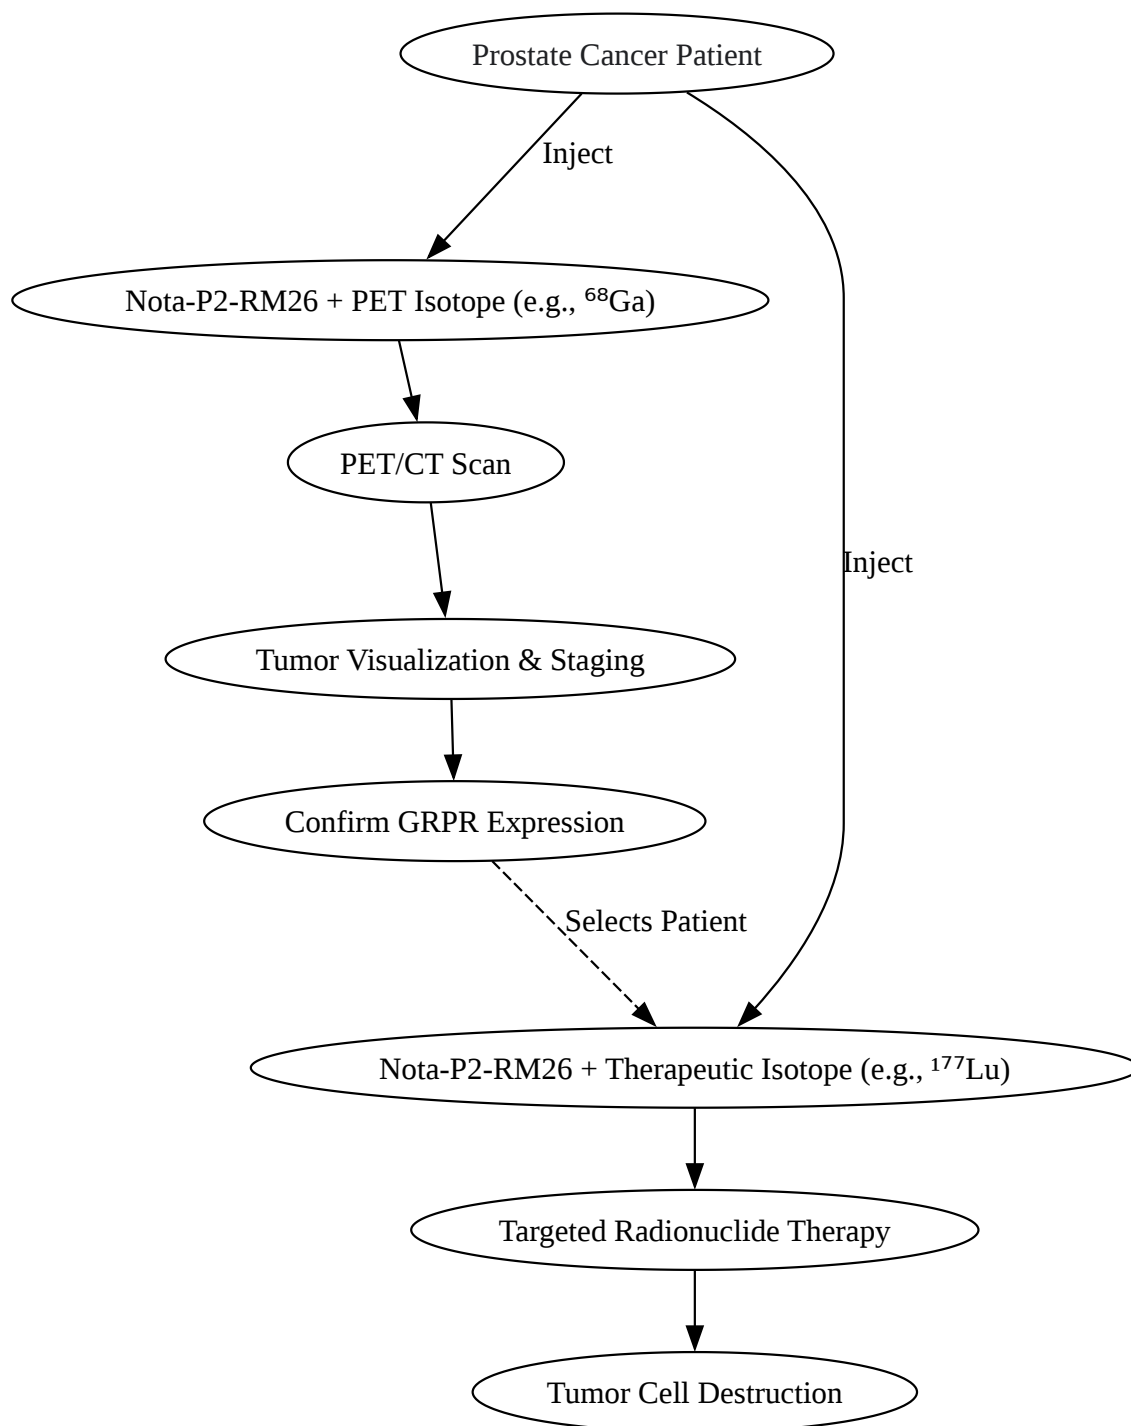 Prostate Cancer Patient
Inject
Nota-P2-RM26 + PET Isotope (e.g., ⁶⁸Ga)
PET/CT Scan
Inject
Tumor Visualization & Staging
Confirm GRPR Expression
Selects Patient
Nota-P2-RM26 + Therapeutic Isotope (e.g., ¹⁷⁷Lu)
Targeted Radionuclide Therapy
Tumor Cell Destruction